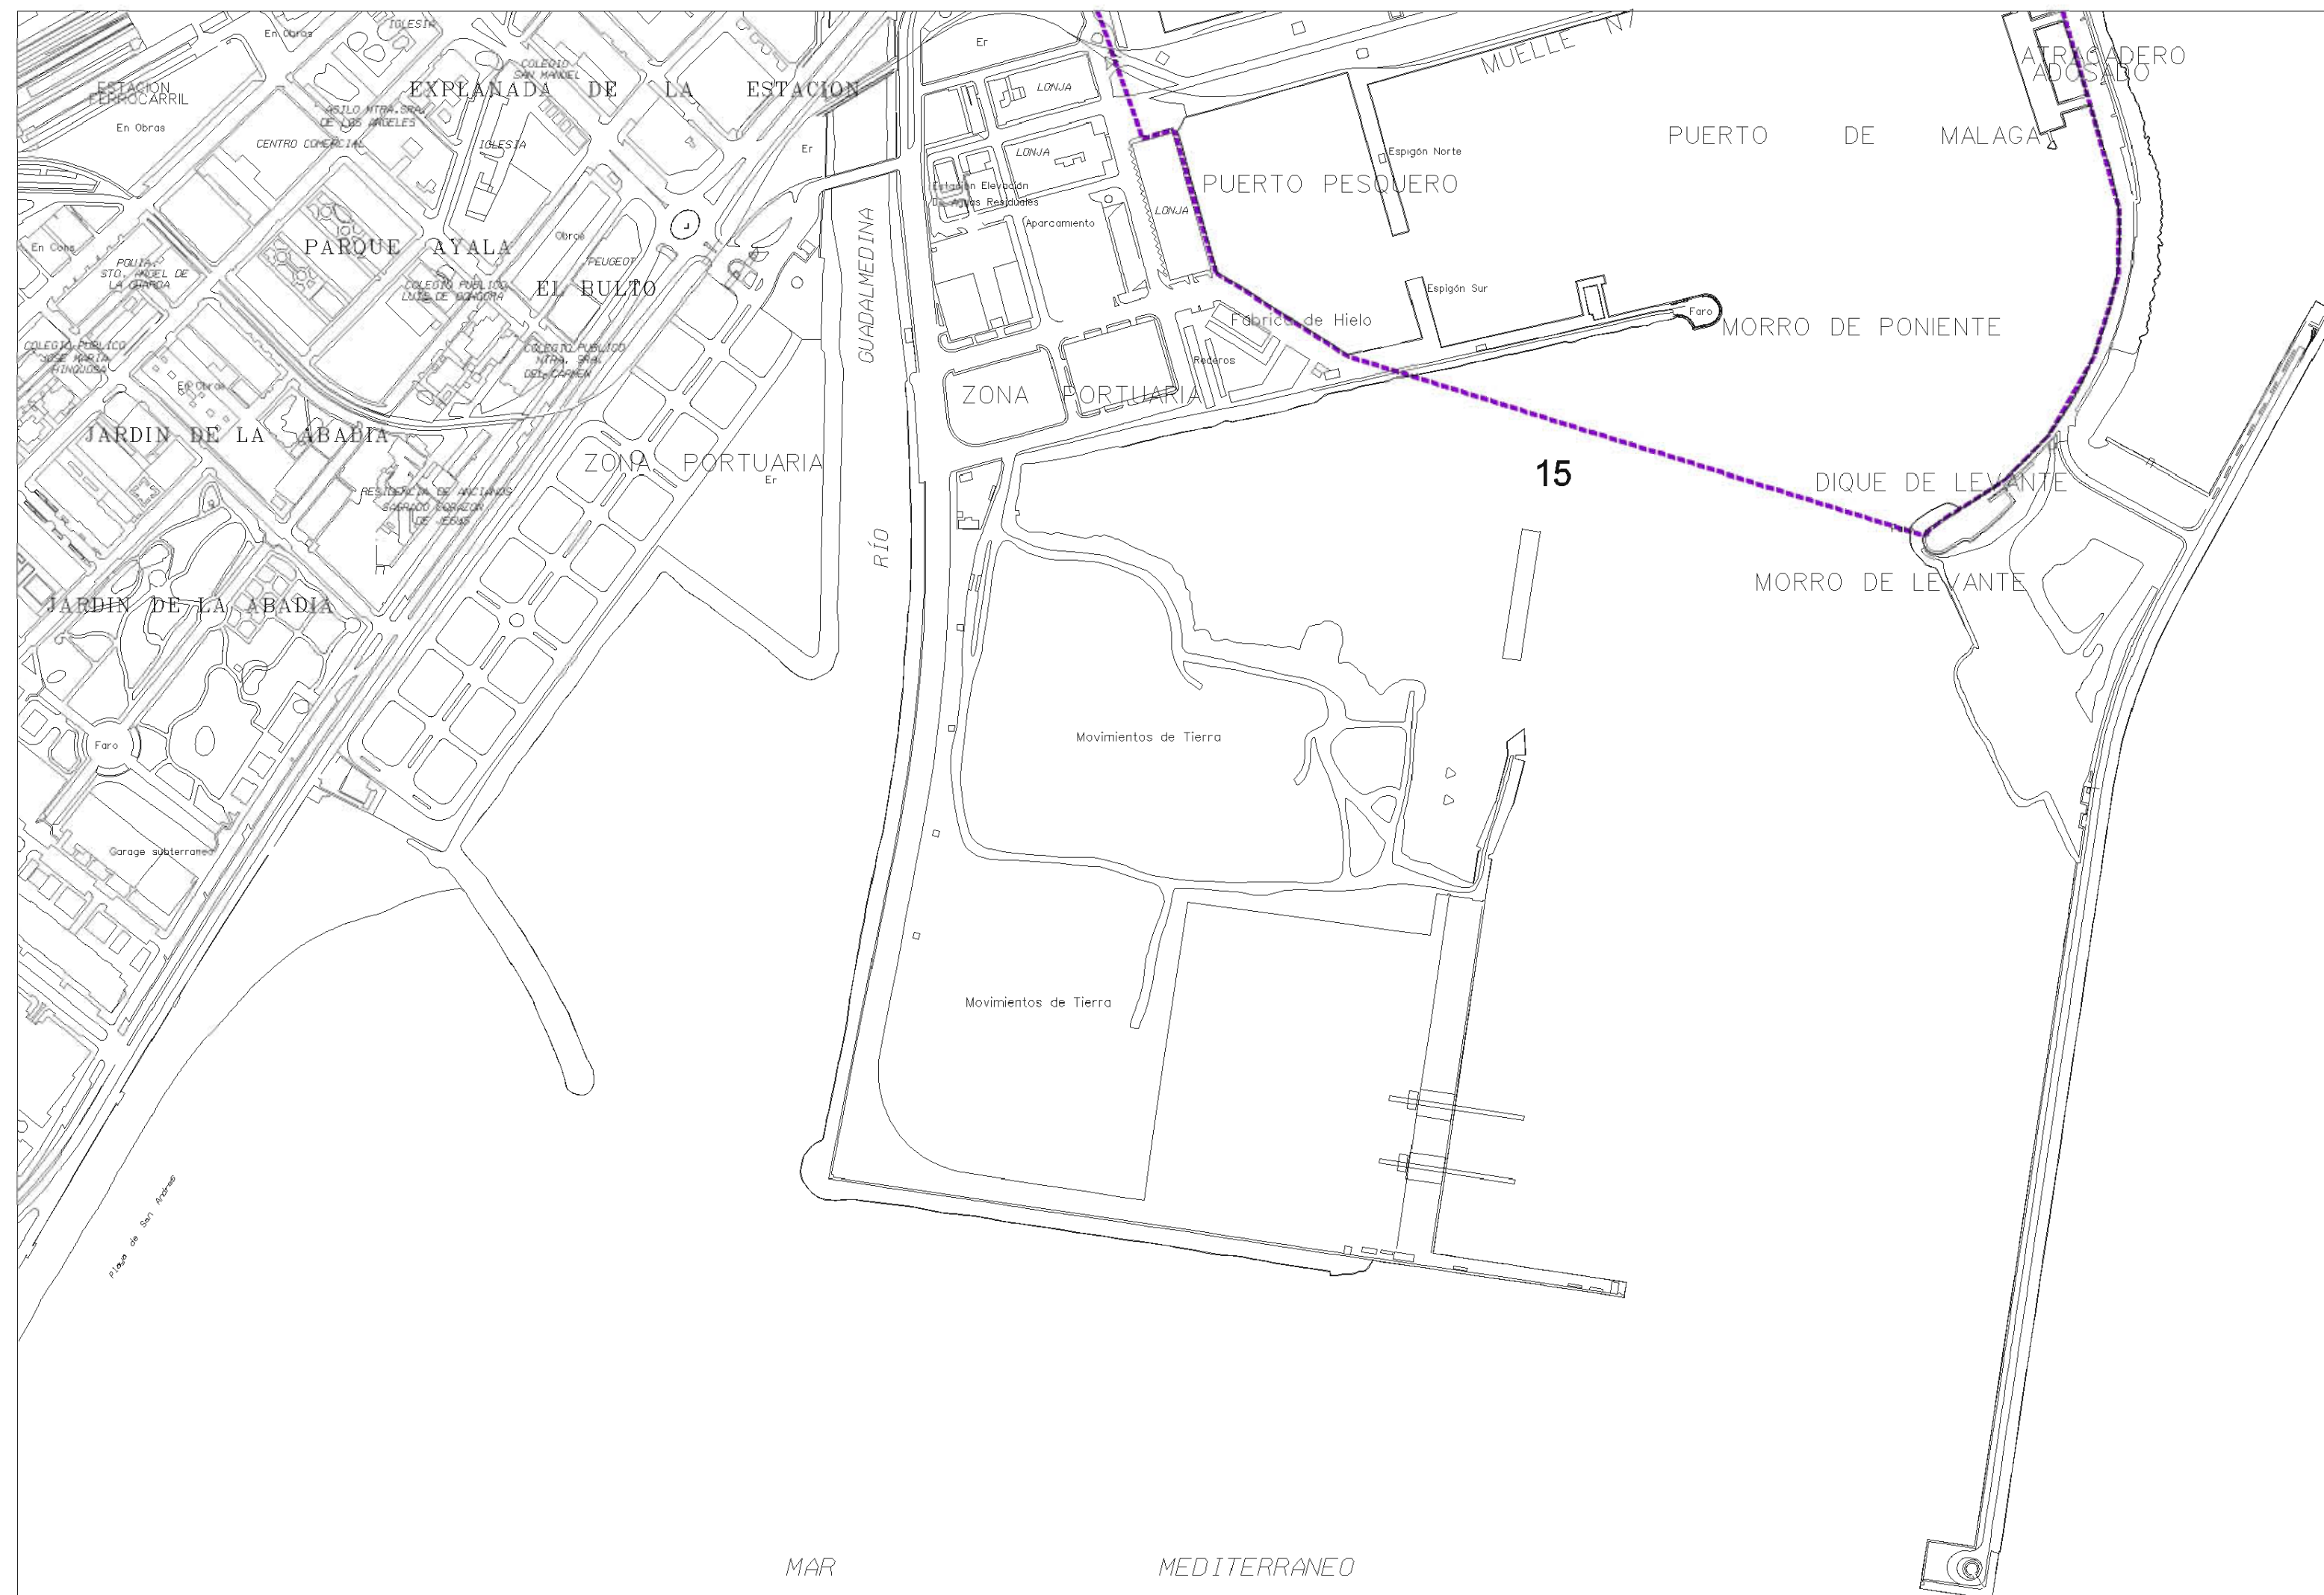 IGLESIA
En Obras
Er
MUELLE Nº7
ATRACADERO
ADOSADO
COLEGIO
SAN MANUEL
ESTACION
FERROCARRIL
EXPLANADA DE LA ESTACION
LONJA
ASILO NTRA.SRA.
DE LOS ANGELES
En Obras
CENTRO COMERCIAL
IGLESIA
Er
LONJA
Espigón Norte
PUERTO DE MALAGA
Estación Elevación
De Aguas Residuales
PUERTO PESQUERO
LONJA
Aparcamiento
GUADALMEDINA
En Cons
PARQUE AYALA
Obras
PEUGEOT
STO. ANGEL DE
LA GUARDA
COLEGIO PUBLICO
LUIS DE GONGORA
EL BULTO
Espigón Sur
Fábrica de Hielo
Faro
MORRO DE PONIENTE
COLEGIO PUBLICO
JOSE MARIA
HINOJOSA
COLEGIO PUBLICO
NTRA. SRA.
DEL CARMEN
Rederos
En Obras
ZONA PORTUARIA
JARDIN DE LA ABADIA
ZONA PORTUARIA
Er
15
DIQUE DE LEVANTE
RESIDENCIA DE ANCIANOS
SAGRADO CORAZON
DE JESUS
RÍO
MORRO DE LEVANTE
JARDIN DE LA ABADIA
Faro
Movimientos de Tierra
Garage subterraneo
Movimientos de Tierra
Playa de San Andres
MAR MEDITERRANEO